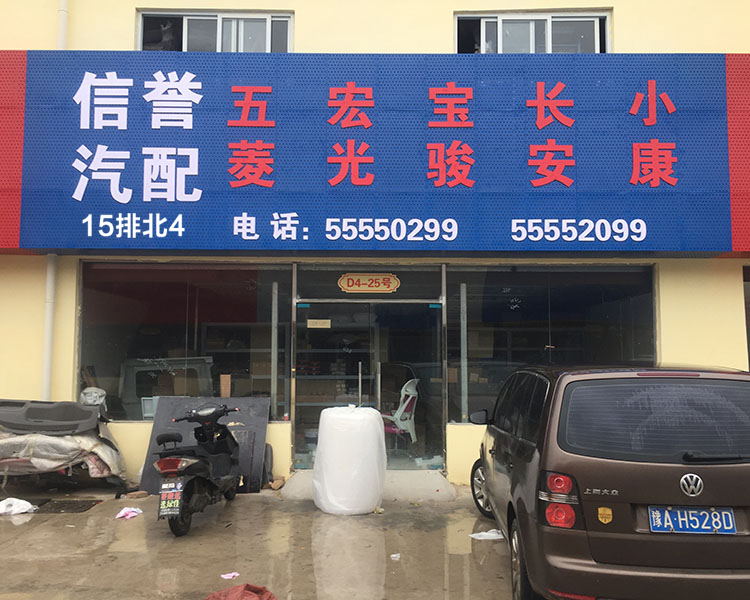 信誉 五 宏 宝 长 小
汽配 菱 光 骏 安 康
15排北4 电话: 55550299 55552099
D4-25号
上海大众
豫A·H528D